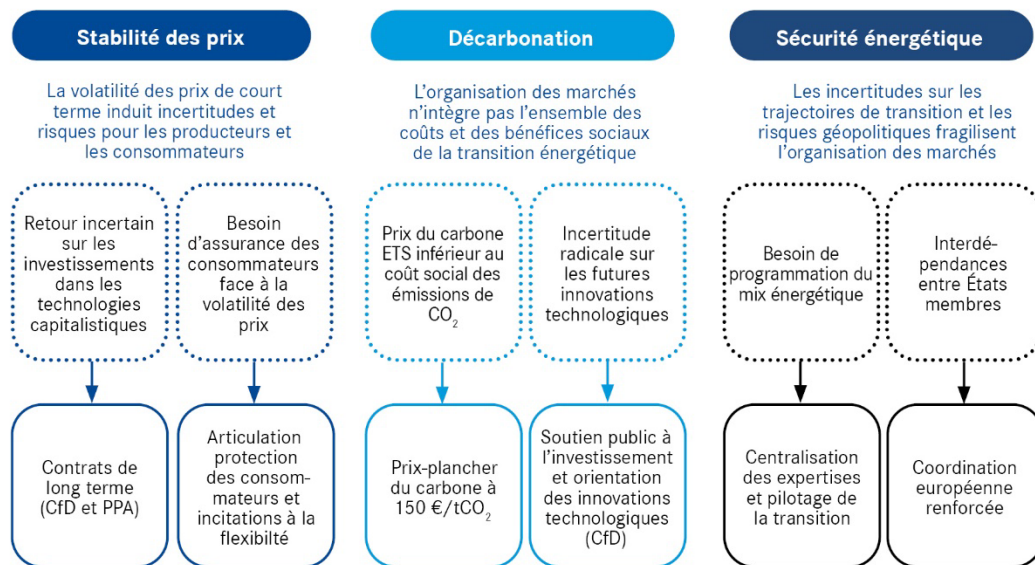 Stabilité des prix
La volatilité des prix de court
terme induit incertitudes et
risques pour les producteurs et
les consommateurs
Retour incertain
sur les
investissements
dans les
technologies
capitalistiques
Besoin
d'assurance des
consommateurs
face à la
volatilité des
prix
Contrats de
long terme
(CfD et PPA)
Articulation
protection
des consom-
mateurs et
incitations à la
flexibilté
Décarbonation
L'organisation des marchés
n'intègre pas l'ensemble des
coûts et des bénéfices sociaux
de la transition énergétique
Prix du carbone
ETS inférieur au
coût social des
émissions de
CO₂
Incertitude
radicale sur
les futures
innovations
technologiques
Prix-plancher
du carbone à
150 €/tCO₂
Soutien public à
l'investissement
et orientation
des innovations
technologiques
(CfD)
Sécurité énergétique
Les incertitudes sur les
trajectoires de transition et les
risques géopolitiques fragilisent
l'organisation des marchés
Besoin de
programmation du
mix énergétique
Interdé-
pendances
entre États
membres
Centralisation
des expertises
et pilotage de
la transition
Coordination
européenne
renforcée